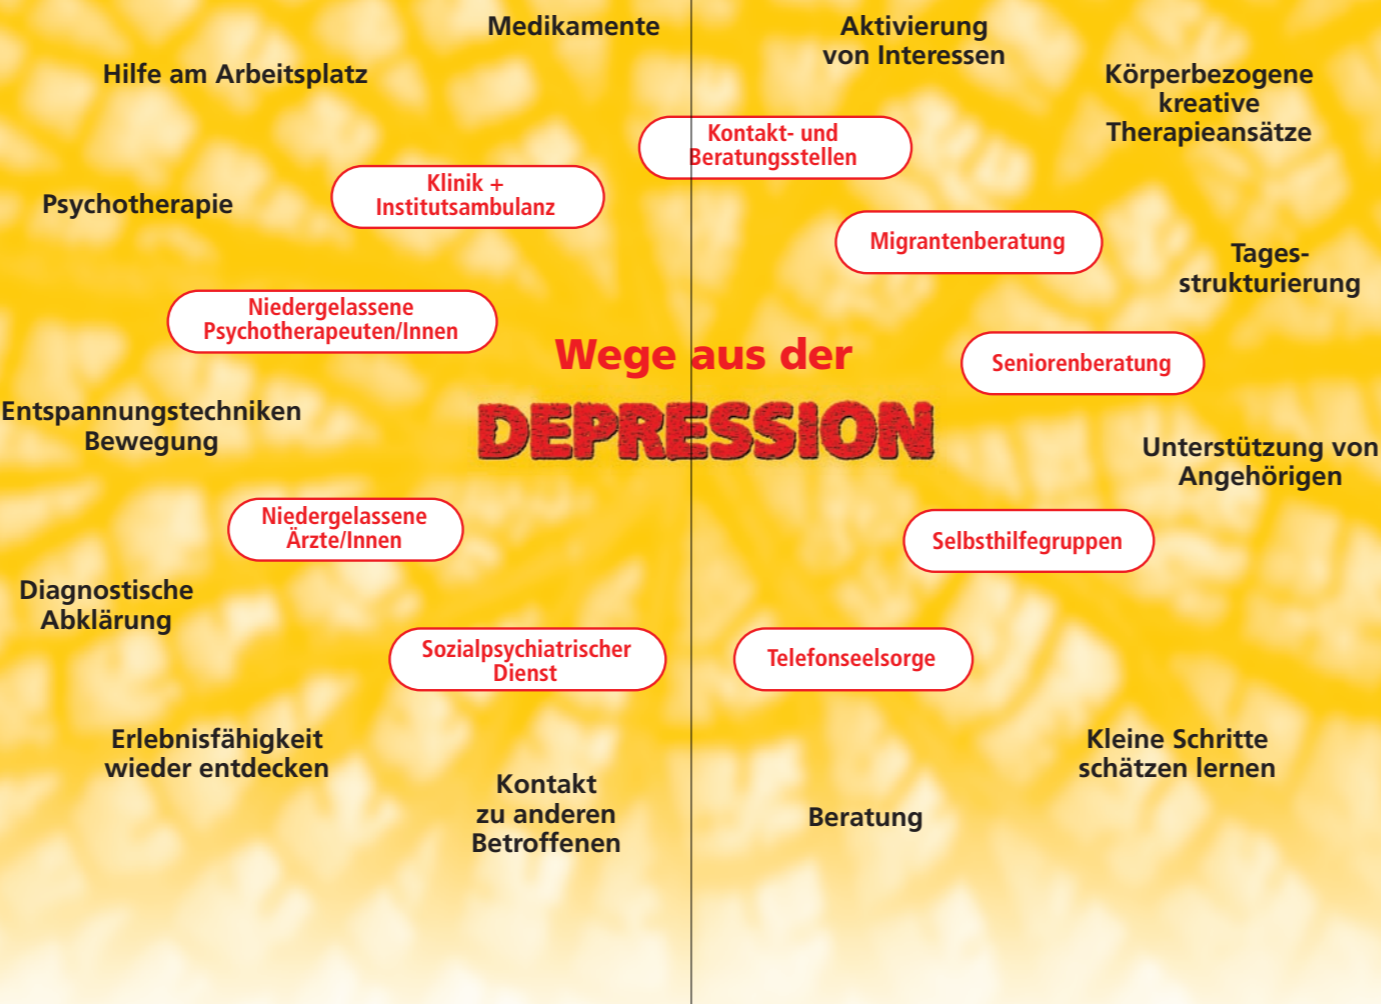 Medikamente
Aktivierung
von Interessen
Hilfe am Arbeitsplatz
Körperbezogene
kreative
Therapieansätze
Kontakt- und
Beratungsstellen
Klinik +
Institutsambulanz
Psychotherapie
Migrantenberatung
Tages-
strukturierung
Niedergelassene
Psychotherapeuten/Innen
Wege aus der
DEPRESSION
Seniorenberatung
Entspannungstechniken
Bewegung
Unterstützung von
Angehörigen
Niedergelassene
Ärzte/Innen
Selbsthilfegruppen
Diagnostische
Abklärung
Sozialpsychiatrischer
Dienst
Telefonseelsorge
Erlebnisfähigkeit
wieder entdecken
Kleine Schritte
schätzen lernen
Kontakt
zu anderen
Betroffenen
Beratung